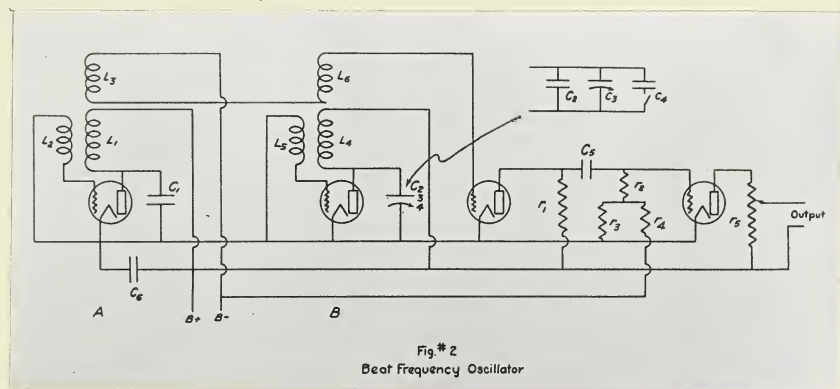 L3
L6
C2 C3 C4
L2 L1
L5 L4
C1
C2
3
4
C5
r1
r2
r3 r4
r5
Output
C6
A B+ B- B
Fig.# 2
Beat Frequency Oscillator